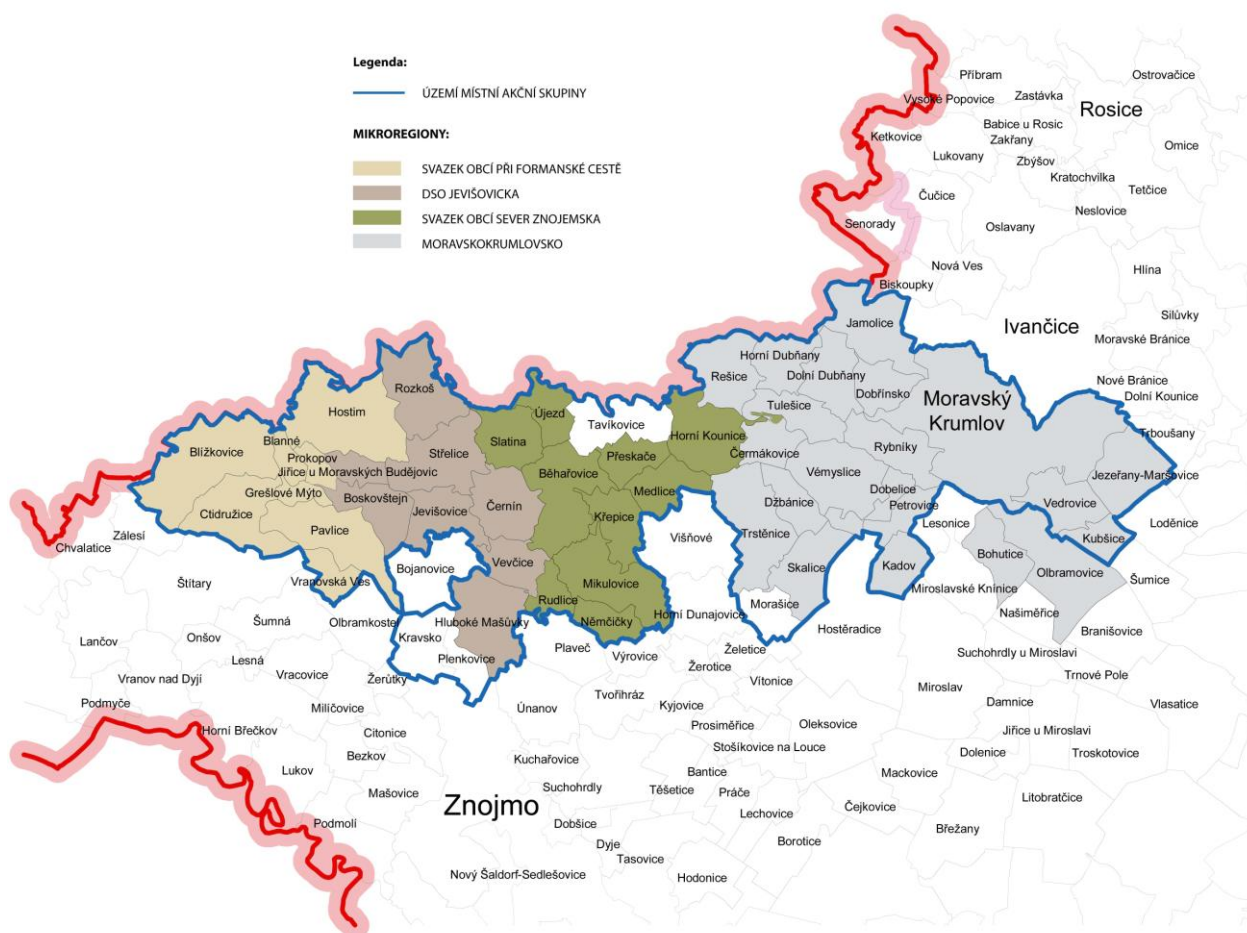 Legenda:
ÚZEMÍ MÍSTNÍ AKČNÍ SKUPINY
MIKROREGIONY:
SVAZEK OBCÍ PŘI FORMANSKÉ CESTĚ
DSO JEVIŠOVICKA
SVAZEK OBCÍ SEVER ZNOJEMSKA
MORAVSKOKRUMLOVSKO
Příbram
Ostrovačice
Vysoké Popovice
Zastávka
Rosice
Babice u Rosic
Ketkovice
Zakřany
Omice
Lukovany
Zbýšov
Kratochvilka
Tetčice
Čučice
Neslovice
Senorady
Oslavany
Nová Ves
Hlína
Biskoupky
Silůvky
Jamolice
Ivančice
Moravské Bránice
Horní Dubňany
Rešice
Dolní Dubňany
Nové Bránice
Rozkoš
Dobřínsko
Dolní Kounice
Moravský
Krumlov
Hostim
Újezd
Tulešice
Tavíkovice
Trboušany
Blanné
Slatina
Horní Kounice
Blížkovice
Prokopov
Střelice
Přeskače
Čermákovice
Rybníky
Jiřice u Moravských Budějovic
Běhařovice
Vémyslice
Jezeřany-Maršovice
Grešlové Mýto
Boskovštejn
Medlice
Dobelice
Ctidružice
Jevišovice
Černín
Džbánice
Petrovice
Vedrovice
Křepice
Lesonice
Loděnice
Pavlice
Višňové
Trstěnice
Kubšice
Zálesí
Chvalatice
Bohutice
Bojanovice
Vevčice
Skalice
Kadov
Olbramovice
Štítary
Vranovská Ves
Mikulovice
Miroslavské Knínice
Šumice
Rudlice
Morašice
Šumná
Olbramkostel
Hluboké Mašůvky
Němčičky
Horní Dunajovice
Našiměřice
Lančov
Onšov
Kravsko
Hostěradice
Branišovice
Plaveč
Želetice
Lesná
Plenkovice
Výrovice
Suchohrdly u Miroslavi
Vranov nad Dyjí
Vracovice
Žerůtky
Žerotice
Trnové Pole
Vítonice
Miroslav
Podmyče
Milíčovice
Únanov
Tvořihráz
Kyjovice
Damnice
Vlasatice
Horní Břečkov
Citonice
Prosiměřice
Oleksovice
Jiřice u Miroslavi
Stošíkovice na Louce
Dolenice
Troskotovice
Bezkov
Kuchařovice
Lukov
Bantice
Mackovice
Mašovice
Suchohrdly
Těšetice
Práče
Litobratčice
Znojmo
Čejkovice
Podmolí
Dobšice
Lechovice
Břežany
Dyje
Borotice
Tasovice
Nový Šaldorf-Sedlešovice
Hodonice